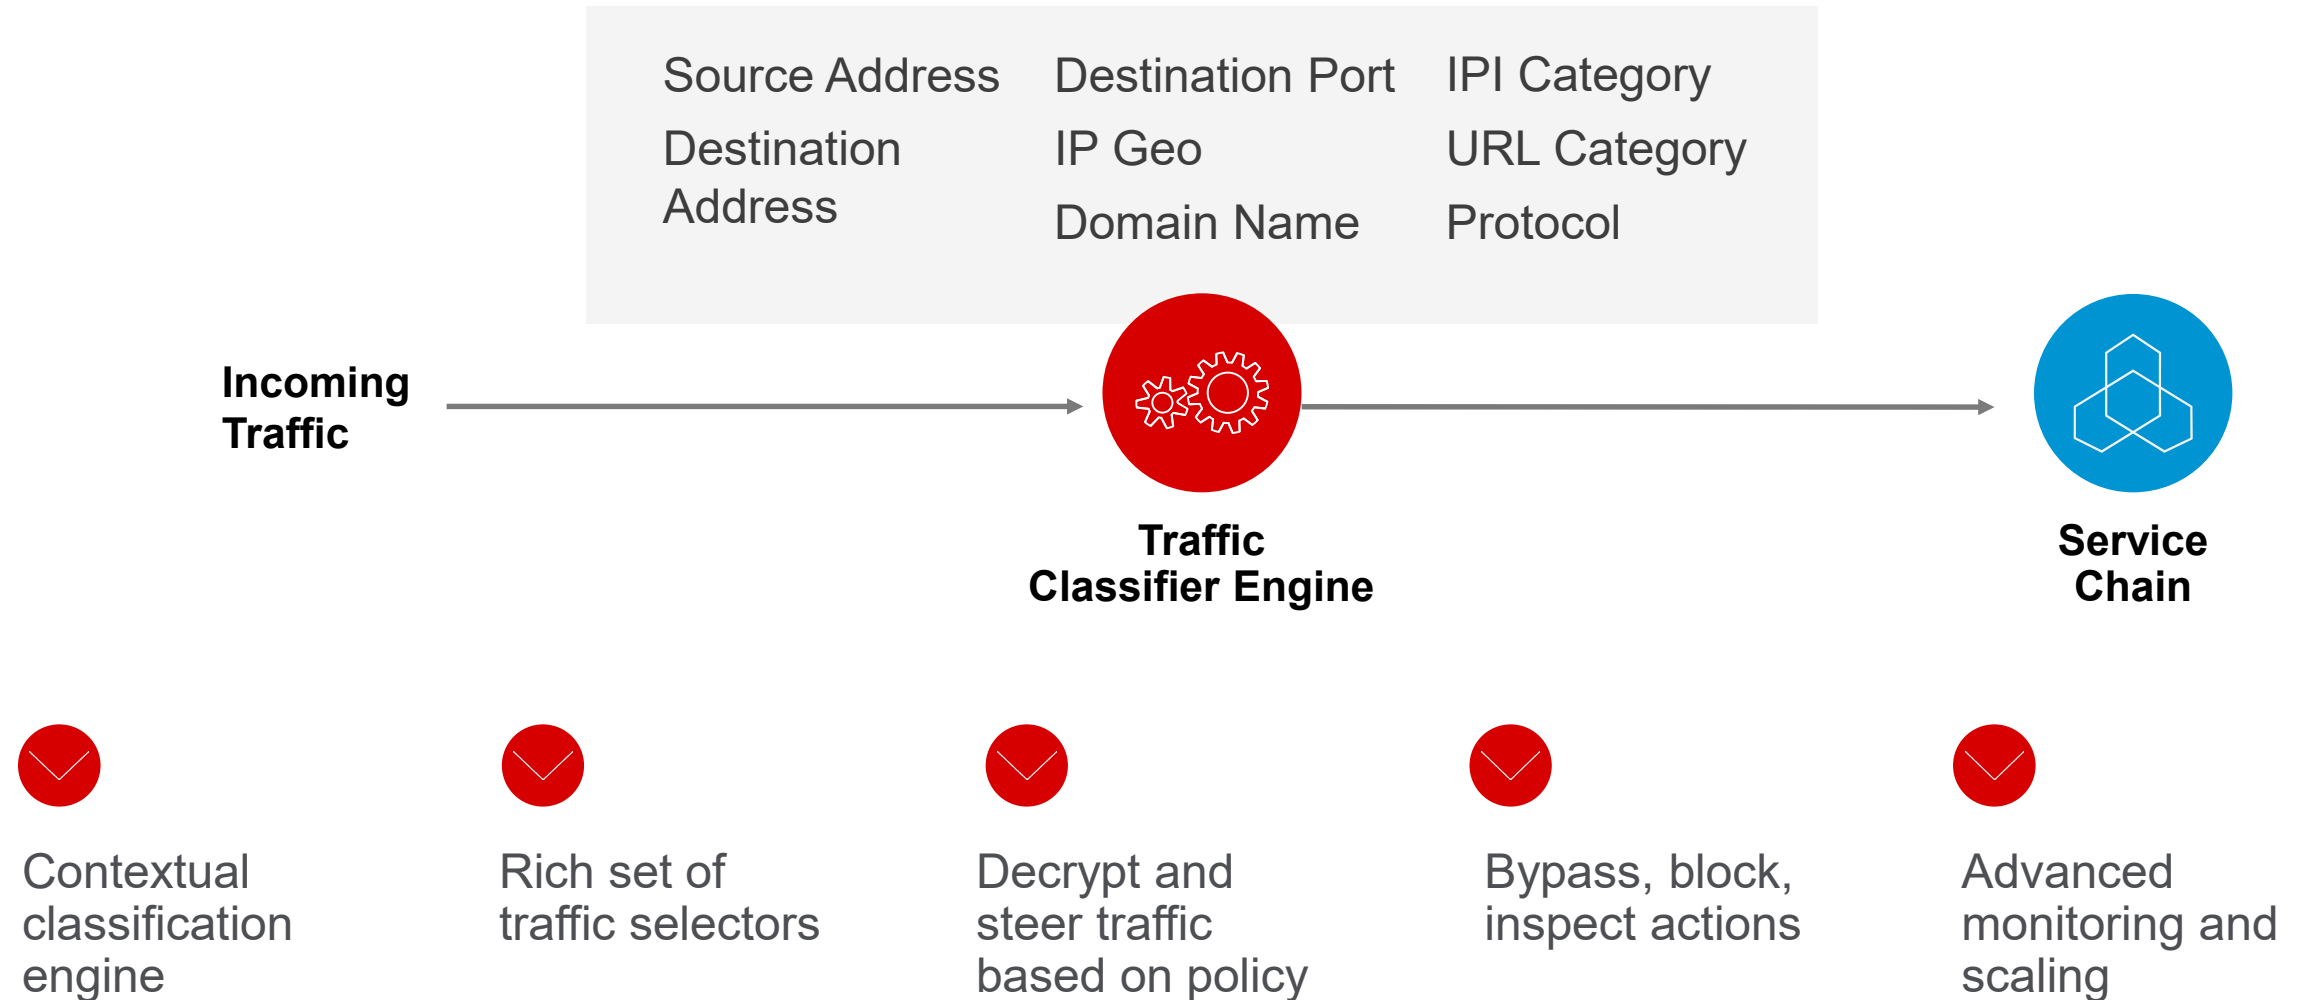 Source Address
Destination
Address
Destination Port
IP Geo
Domain Name
IPI Category
URL Category
Protocol
Incoming
Traffic
Traffic
Classifier Engine
Service
Chain
Contextual
classification
engine
Rich set of
traffic selectors
Decrypt and
steer traffic
based on policy
Bypass, block,
inspect actions
Advanced
monitoring and
scaling